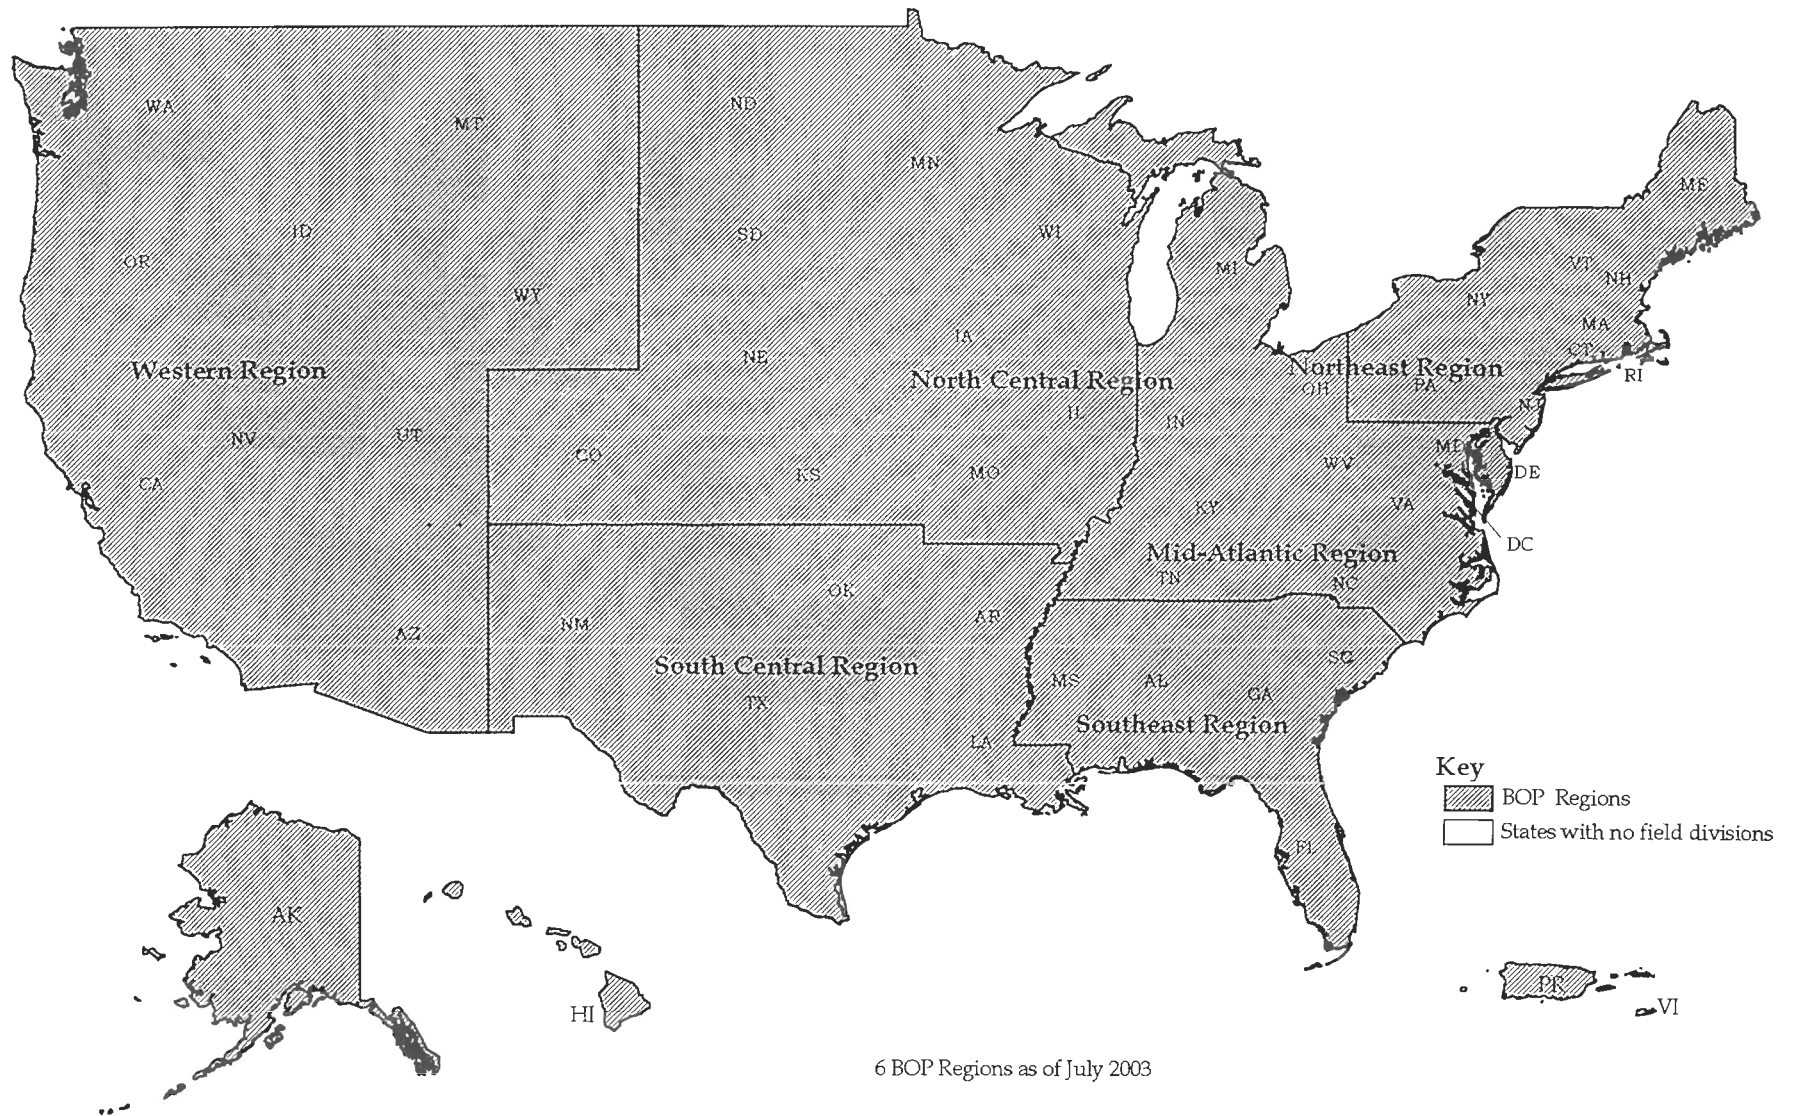 WA
MT
ND
MN
ME
ID
OR
SD
WI
MI
VT
NH
WY
NY
IA
MA
NE
CT
Western Region
North Central Region
Northeast Region
RI
OH
PA
IL
IN
NJ
NV
UT
CO
MD
WV
DE
CA
KS
MO
KY
VA
DC
Mid-Atlantic Region
TN
NC
OK
AR
NM
AZ
South Central Region
SC
MS
AL
GA
TX
Southeast Region
LA
Key
BOP Regions
States with no field divisions
FL
AK
HI
PR
VI
6 BOP Regions as of July 2003